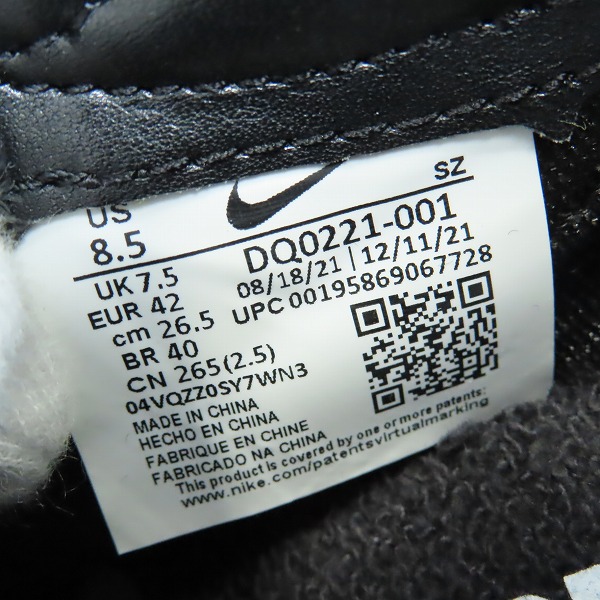 US SZ
8.5 DQ0221-001
UK 7.5 08/18/21 | 12/11/21
EUR 42 UPC 00195869067728
cm 26.5
BR 40
CN 265(2.5)
04VQZZ0SY7WN3
MADE IN CHINA
HECHO EN CHINA
FABRIQUE EN CHINE
FABRICADO NA CHINA
This product is covered by one or more patents:
www.nike.com/patentsvirtualmarking